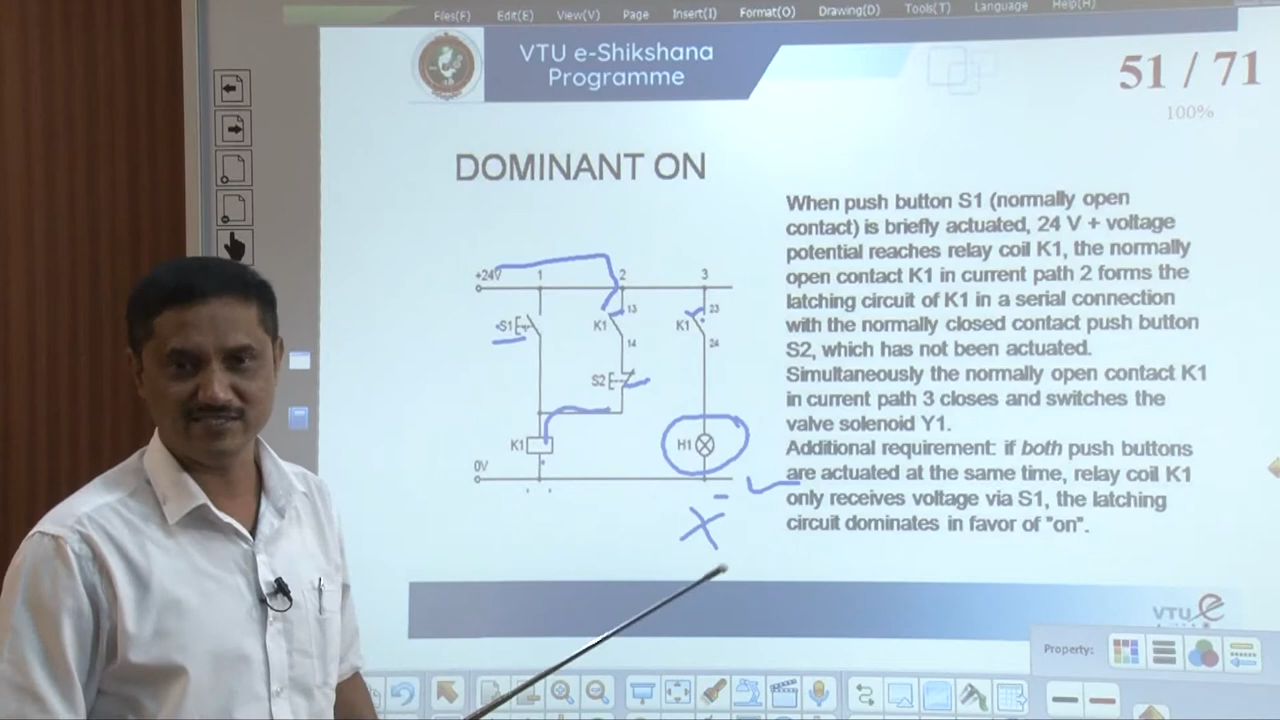 Files(F) Edit(E) View(V) Page Insert(I) Format(O) Drawing(D) Tools(T) Language Help(H)
VTU e-Shikshana
Programme
51 / 71
100%
DOMINANT ON
When push button S1 (normally open
contact) is briefly actuated, 24 V + voltage
potential reaches relay coil K1, the normally
open contact K1 in current path 2 forms the
latching circuit of K1 in a serial connection
with the normally closed contact push button
S2, which has not been actuated.
Simultaneously the normally open contact K1
in current path 3 closes and switches the
valve solenoid Y1.
Additional requirement: if both push buttons
are actuated at the same time, relay coil K1
only receives voltage via S1, the latching
circuit dominates in favor of "on".
+24V 1 2 3
13 23
S1 K1 K1
14 24
S2
K1 H1
0V
X
VTU e
Property: